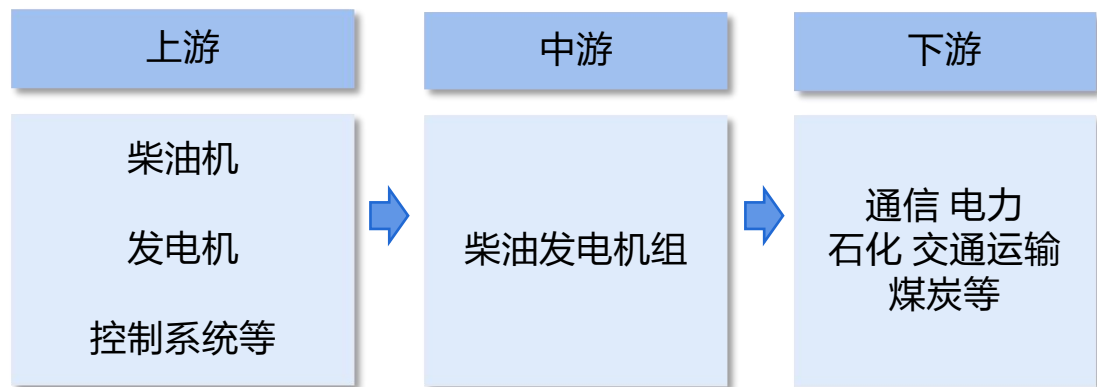 上游
柴油机
发电机
控制系统等
中游
柴油发电机组
下游
通信 电力
石化 交通运输
煤炭等